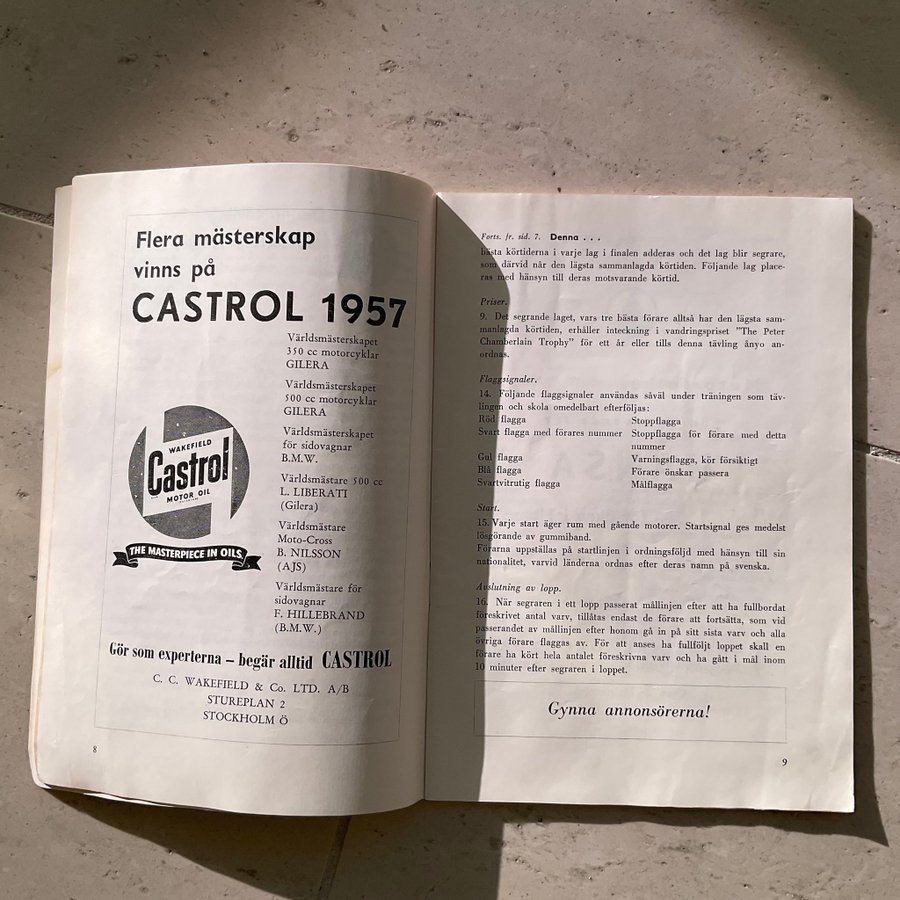 Flera mästerskap
vinns på
CASTROL 1957
Världsmästerskapet
350 cc motorcyklar
GILERA
Världsmästerskapet
500 cc motorcyklar
GILERA
Världsmästerskapet
för sidovagnar
B.M.W.
Världsmästare 500 cc
L. LIBERATI
(Gilera)
Världsmästare
Moto-Cross
B. NILSSON
(AJS)
Världsmästare för
sidovagnar
F. HILLEBRAND
(B.M.W.)
WAKEFIELD
Castrol
MOTOR OIL
THE MASTERPIECE IN OILS
Gör som experterna – begär alltid CASTROL
C. C. WAKEFIELD & Co. LTD. A/B
STUREPLAN 2
STOCKHOLM Ö
8
Forts. fr. sid. 7. Denna . . .
bästa körtiderna i varje lag i finalen adderas och det lag blir segrare,
som därvid når den lägsta sammanlagda körtiden. Följande lag place-
ras med hänsyn till deras motsvarande körtid.
Priser.
9. Det segrande laget, vars tre bästa förare alltså har den lägsta sam-
manlagda körtiden, erhåller inteckning i vandringspriset "The Peter
Chamberlain Trophy" för ett år eller tills denna tävling ånyo an-
ordnas.
Flaggsignaler.
14. Följande flaggsignaler användas såväl under träningen som täv-
lingen och skola omedelbart efterföljas:
Röd flagga Stoppflagga
Svart flagga med förares nummer Stoppflagga för förare med detta
nummer
Gul flagga Varningsflagga, kör försiktigt
Blå flagga Förare önskar passera
Svartvitrutig flagga Målflagga
Start.
15. Varje start äger rum med gående motorer. Startsignal ges medelst
lösgörande av gummiband.
Förarna uppställas på startlinjen i ordningsföljd med hänsyn till sin
nationalitet, varvid länderna ordnas efter deras namn på svenska.
Avslutning av lopp.
16. När segraren i ett lopp passerat mållinjen efter att ha fullbordat
föreskrivet antal varv, tillåtas endast de förare att fortsätta, som vid
passerandet av mållinjen efter honom gå in på sitt sista varv och alla
övriga förare flaggas av. För att anses ha fullföljt loppet skall en
förare ha kört hela antalet föreskrivna varv och ha gått i mål inom
10 minuter efter segraren i loppet.
Gynna annonsörerna!
9